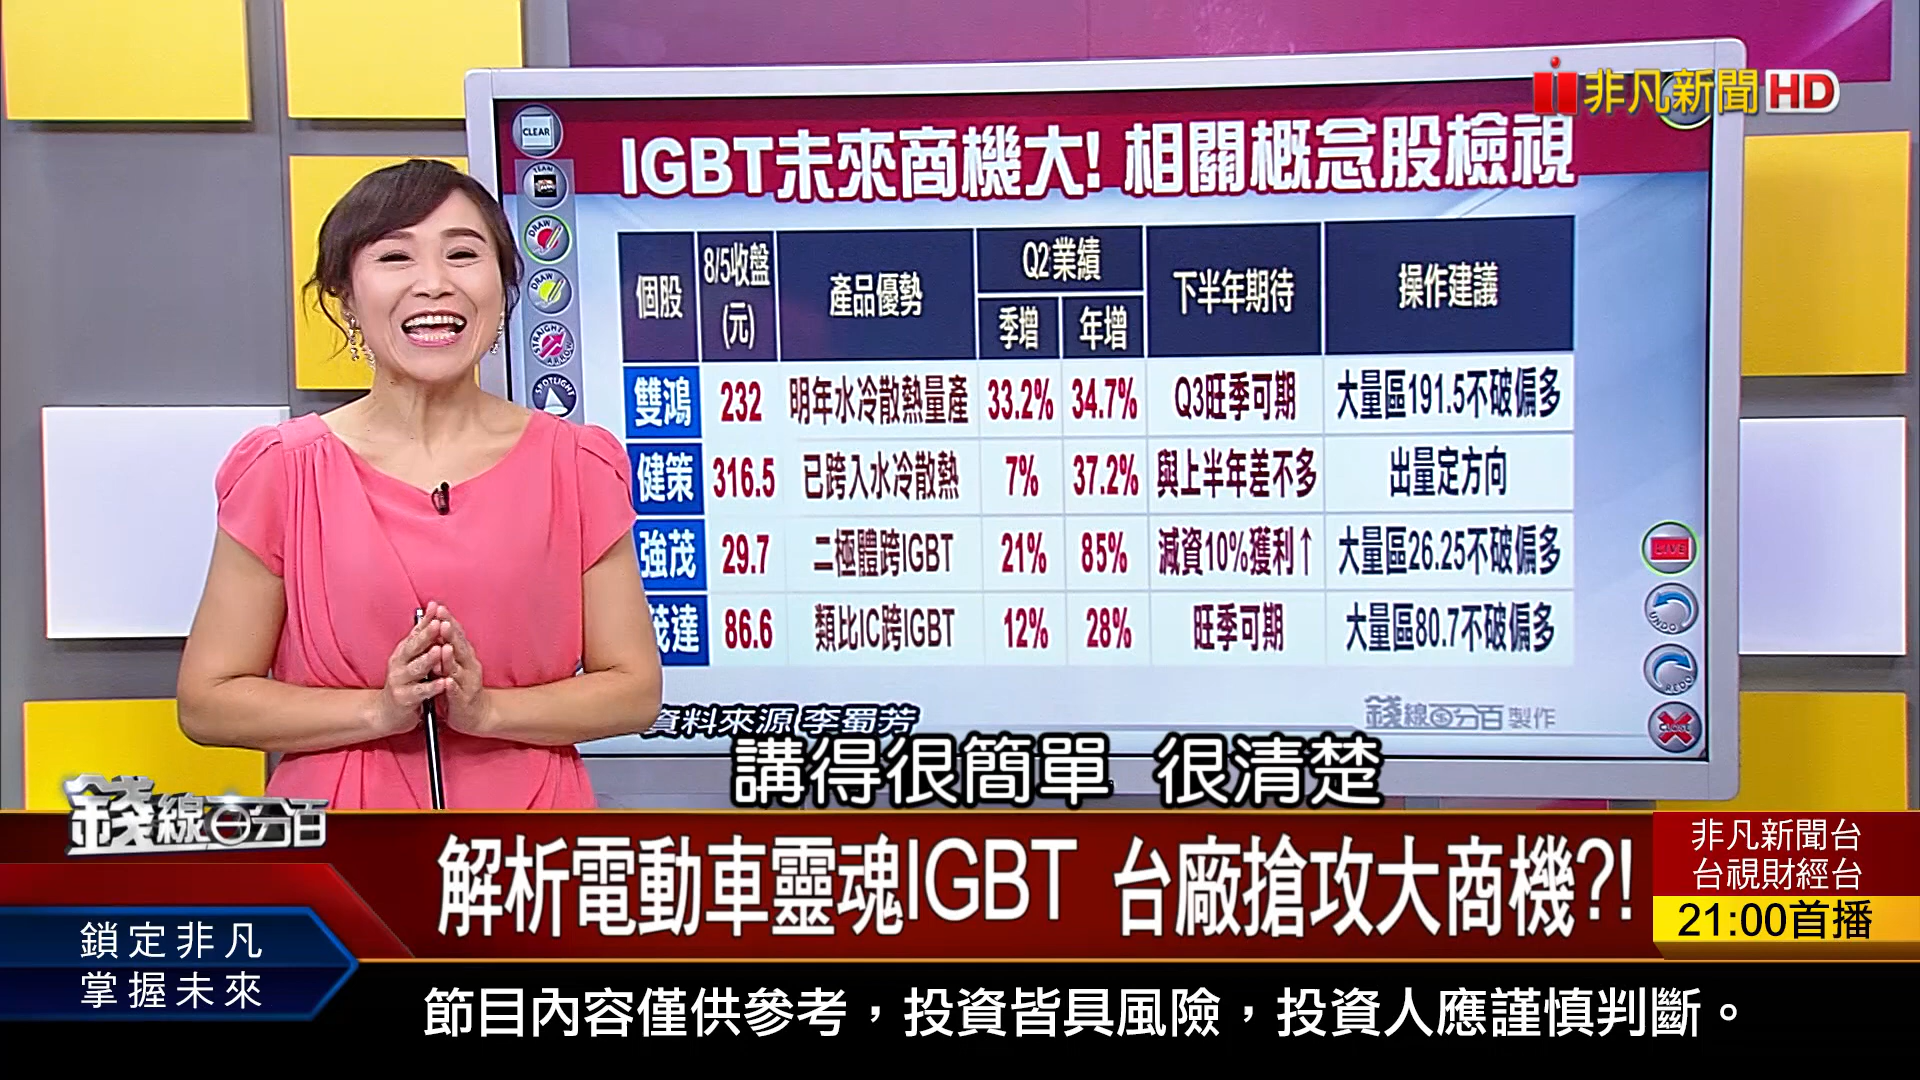 非凡新聞HD
CLEAR
TEAM
DRAW
DRAW
STRAIGHT ARROW
SPOTLIGHT
IGBT未來商機大! 相關概念股檢視
個股 8/5收盤(元) 產品優勢 Q2業績 季增 年增 下半年期待 操作建議
雙鴻 232 明年水冷散熱量產 33.2% 34.7% Q3旺季可期 大量區191.5不破偏多
健策 316.5 已跨入水冷散熱 7% 37.2% 與上半年差不多 出量定方向
強茂 29.7 二極體跨IGBT 21% 85% 減資10%獲利↑ 大量區26.25不破偏多
茂達 86.6 類比IC跨IGBT 12% 28% 旺季可期 大量區80.7不破偏多
LIVE
UNDO
REDO
CLOSE
資料來源 李蜀芳
錢線百分百 製作
講得很簡單 很清楚
錢線百分百
解析電動車靈魂IGBT 台廠搶攻大商機?!
非凡新聞台
台視財經台
21:00首播
鎖定非凡
掌握未來
節目內容僅供參考，投資皆具風險，投資人應謹慎判斷。